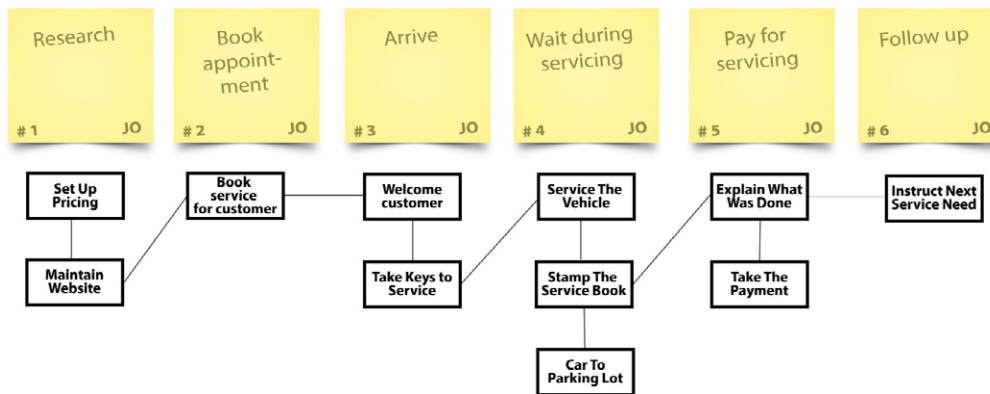 Research
# 1 JO
Book
appoint-
ment
# 2 JO
Arrive
# 3 JO
Wait during
servicing
# 4 JO
Pay for
servicing
# 5 JO
Follow up
# 6 JO
Set Up
Pricing
Maintain
Website
Book
service
for customer
Welcome
customer
Take Keys to
Service
Service The
Vehicle
Stamp The
Service Book
Car To
Parking Lot
Explain What
Was Done
Take The
Payment
Instruct Next
Service Need